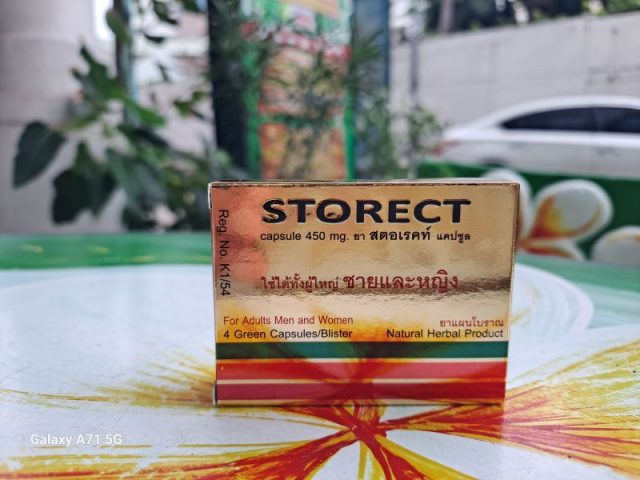 STORECT
capsule 450 mg. ยา สตอเรคท์ แคปซูล
ใช้ได้ทั้งผู้ใหญ่ ชายและหญิง
For Adults Men and Women
ยาแผนโบราณ
4 Green Capsules/Blister
Natural Herbal Product
Reg. No. K1/54
Galaxy A71 5G